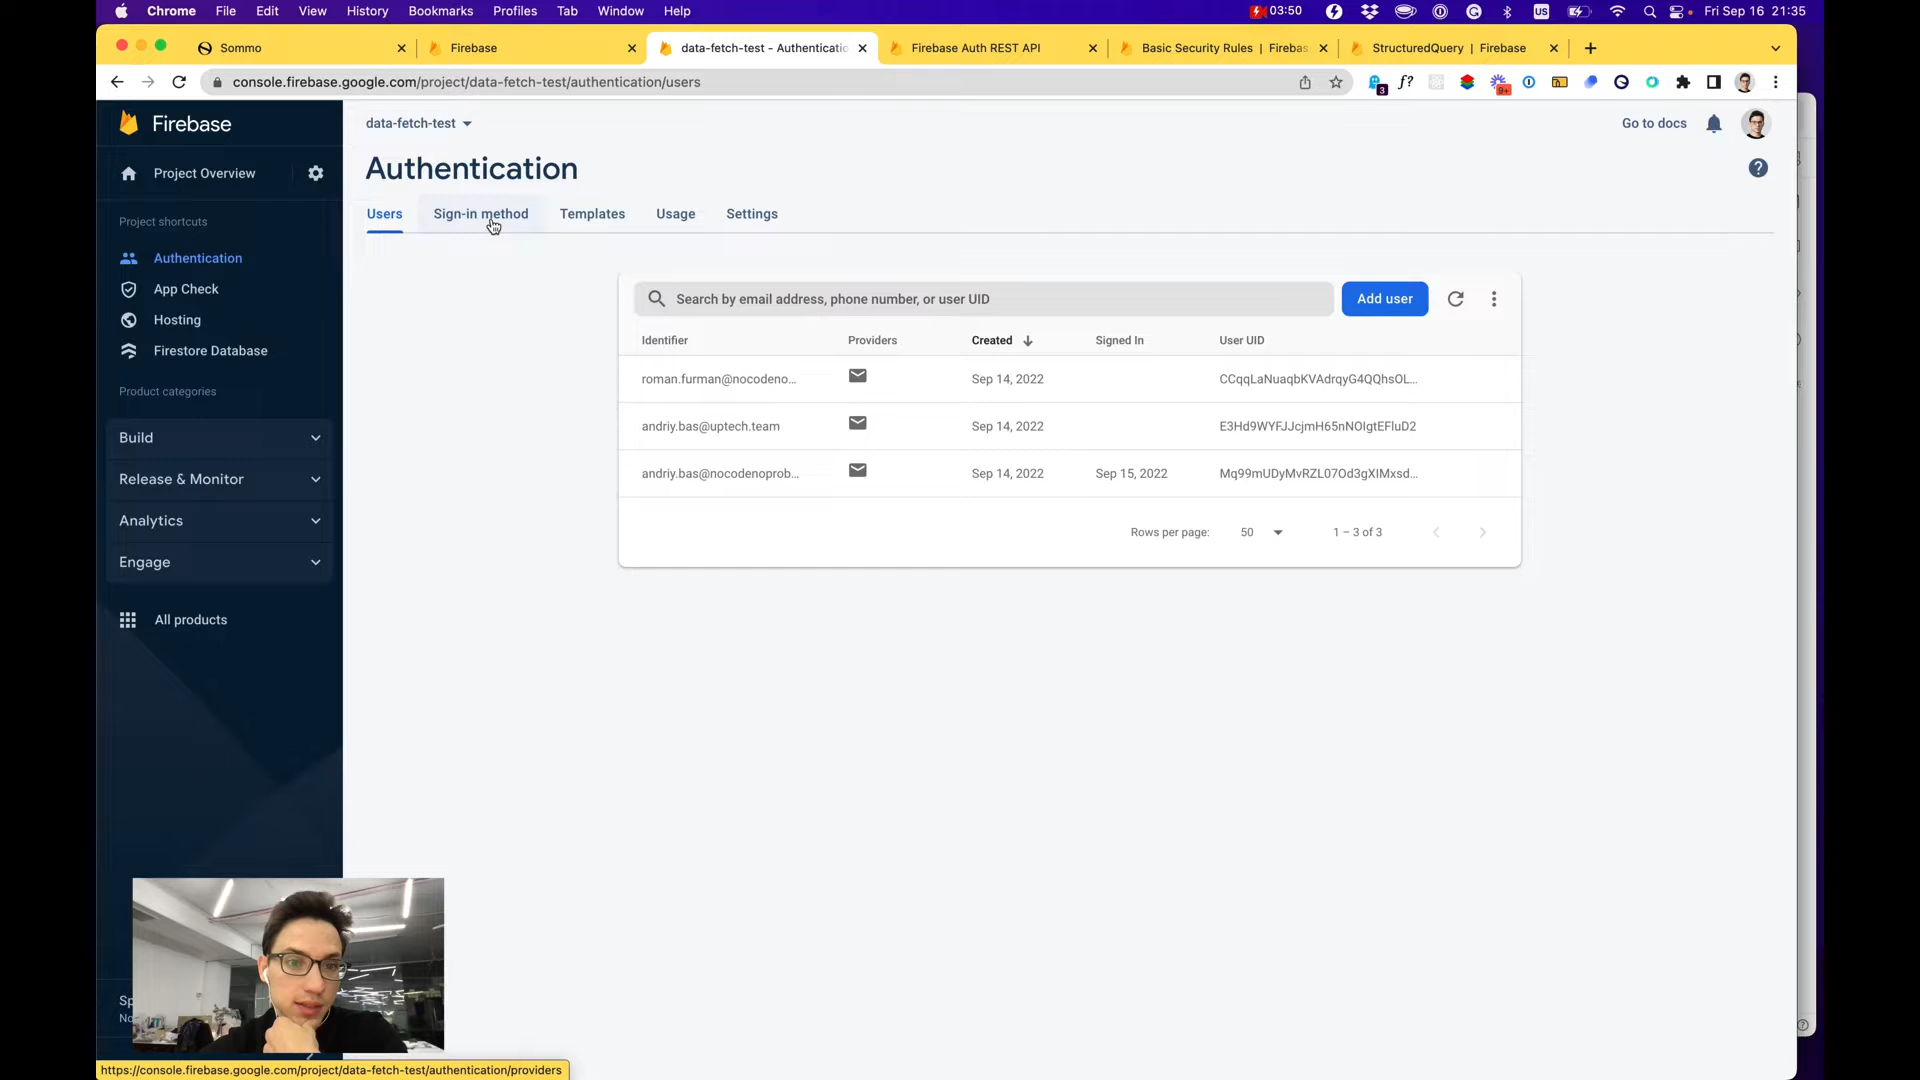 Chrome File Edit View History Bookmarks Profiles Tab Window Help 03:50 US Fri Sep 16 21:35
Sommo Firebase data-fetch-test - Authenticatio Firebase Auth REST API Basic Security Rules | Firebas StructuredQuery | Firebase
console.firebase.google.com/project/data-fetch-test/authentication/users f? 3 9+
Firebase
Project Overview
Project shortcuts
Authentication
App Check
Hosting
Firestore Database
Product categories
Build
Release & Monitor
Analytics
Engage
All products
Sp
No
data-fetch-test
Go to docs
Authentication
Users Sign-in method Templates Usage Settings
Search by email address, phone number, or user UID Add user
Identifier Providers Created Signed In User UID
roman.furman@nocodeno... Sep 14, 2022 CCqqLaNuaqbKVAdrqyG4QQhsOL...
andriy.bas@uptech.team Sep 14, 2022 E3Hd9WYFJJcjmH65nNOIgtEFluD2
andriy.bas@nocodenoprob... Sep 14, 2022 Sep 15, 2022 Mq99mUDyMvRZL07Od3gXIMxsd...
Rows per page: 50 1 – 3 of 3
https://console.firebase.google.com/project/data-fetch-test/authentication/providers